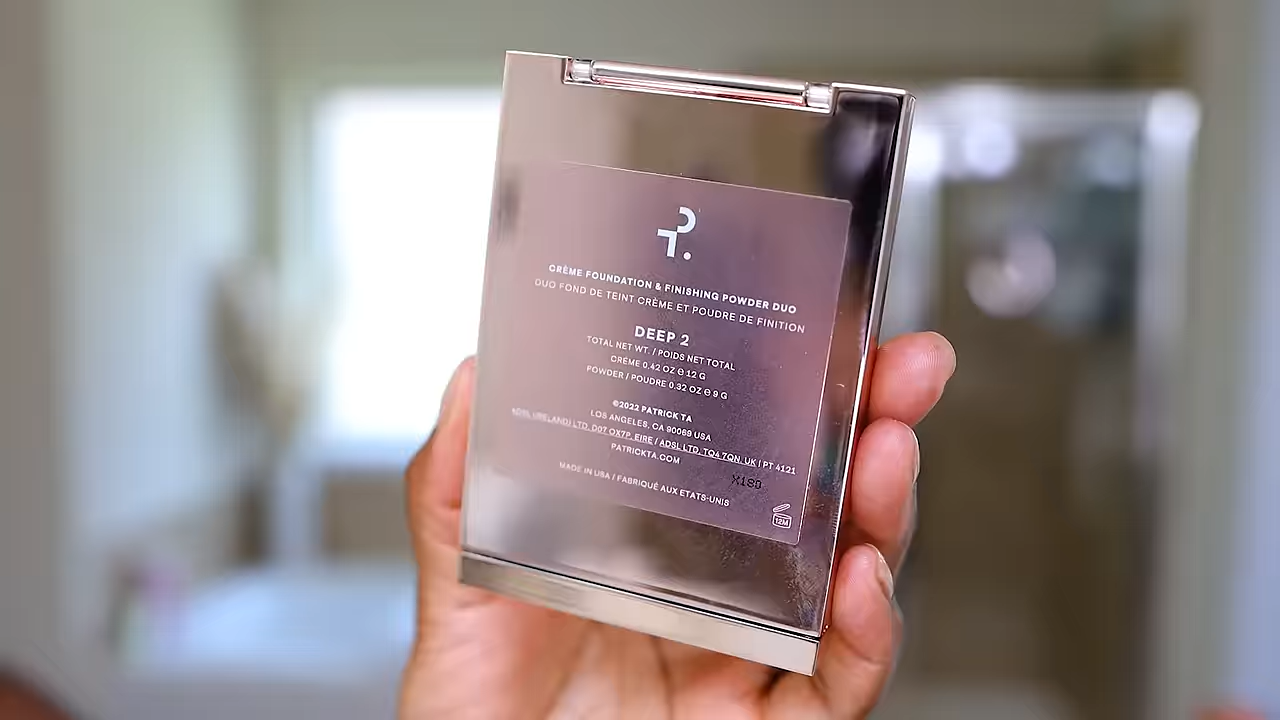 CRÈME FOUNDATION & FINISHING POWDER DUO
DUO FOND DE TEINT CRÈME ET POUDRE DE FINITION
DEEP 2
TOTAL NET WT. / POIDS NET TOTAL
CRÈME 0.42 OZ ℮ 12 G
POWDER / POUDRE 0.32 OZ ℮ 9 G
©2022 PATRICK TA
LOS ANGELES, CA 90069 USA
ADSL (IRELAND) LTD, D07 OX7P, EIRE / ADSL LTD, TQ4 7QN, UK | PT 4121
PATRICKTA.COM
X189
MADE IN USA / FABRIQUÉ AUX ETATS-UNIS
12M